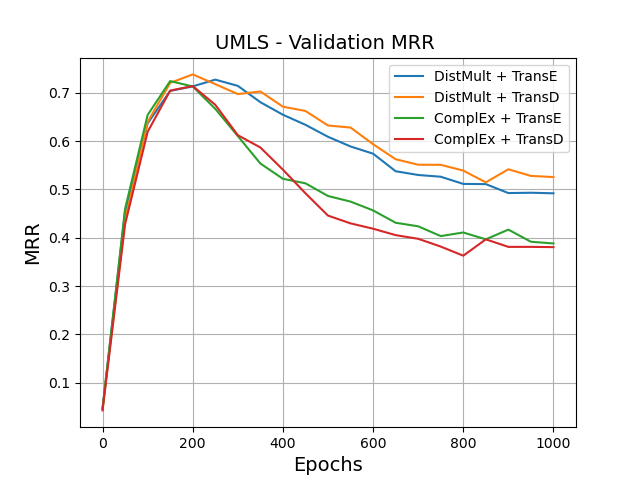 UMLS - Validation MRR
DistMult + TransE
DistMult + TransD
ComplEx + TransE
ComplEx + TransD
MRR
0.7
0.6
0.5
0.4
0.3
0.2
0.1
0 200 400 600 800 1000
Epochs